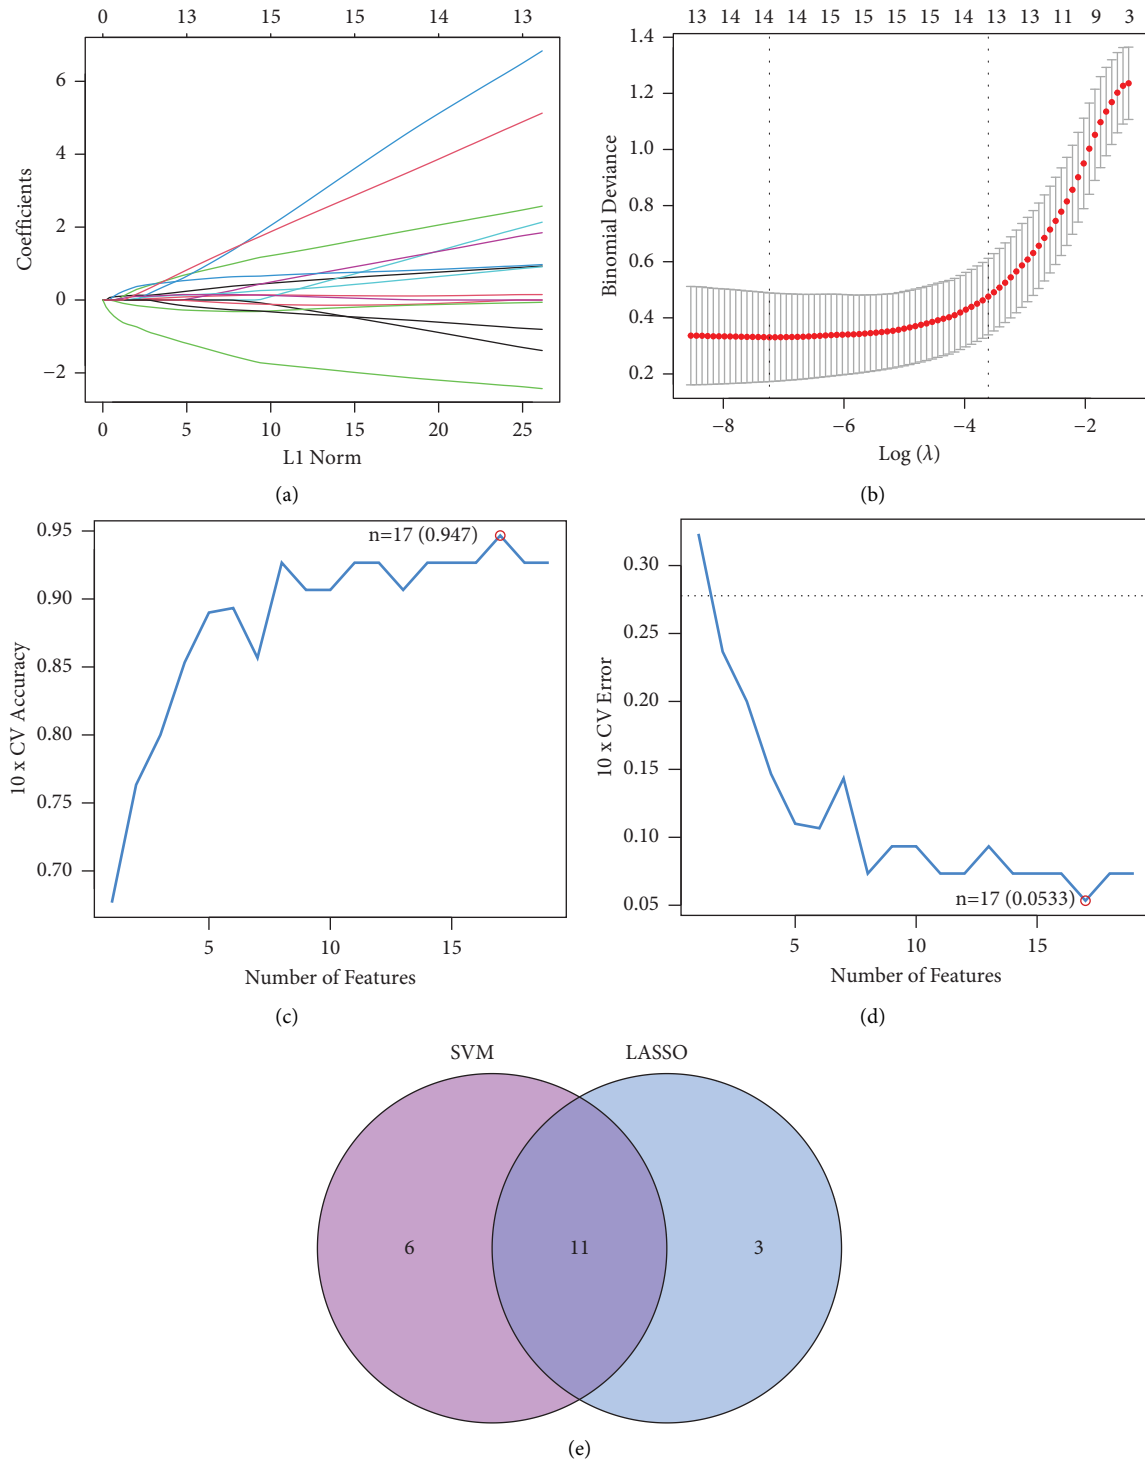 0 13 15 15 14 13
6
4
2
0
−2
Coefficients
0 5 10 15 20 25
L1 Norm
(a)
13 14 14 14 15 15 15 15 14 13 13 11 9 3
1.4
1.2
1.0
0.8
0.6
0.4
0.2
Binomial Deviance
−8 −6 −4 −2
Log (λ)
(b)
0.95
0.90
0.85
0.80
0.75
0.70
10 x CV Accuracy
n=17 (0.947)
5 10 15
Number of Features
(c)
0.30
0.25
0.20
0.15
0.10
0.05
10 x CV Error
n=17 (0.0533)
5 10 15
Number of Features
(d)
SVM LASSO
6 11 3
(e)